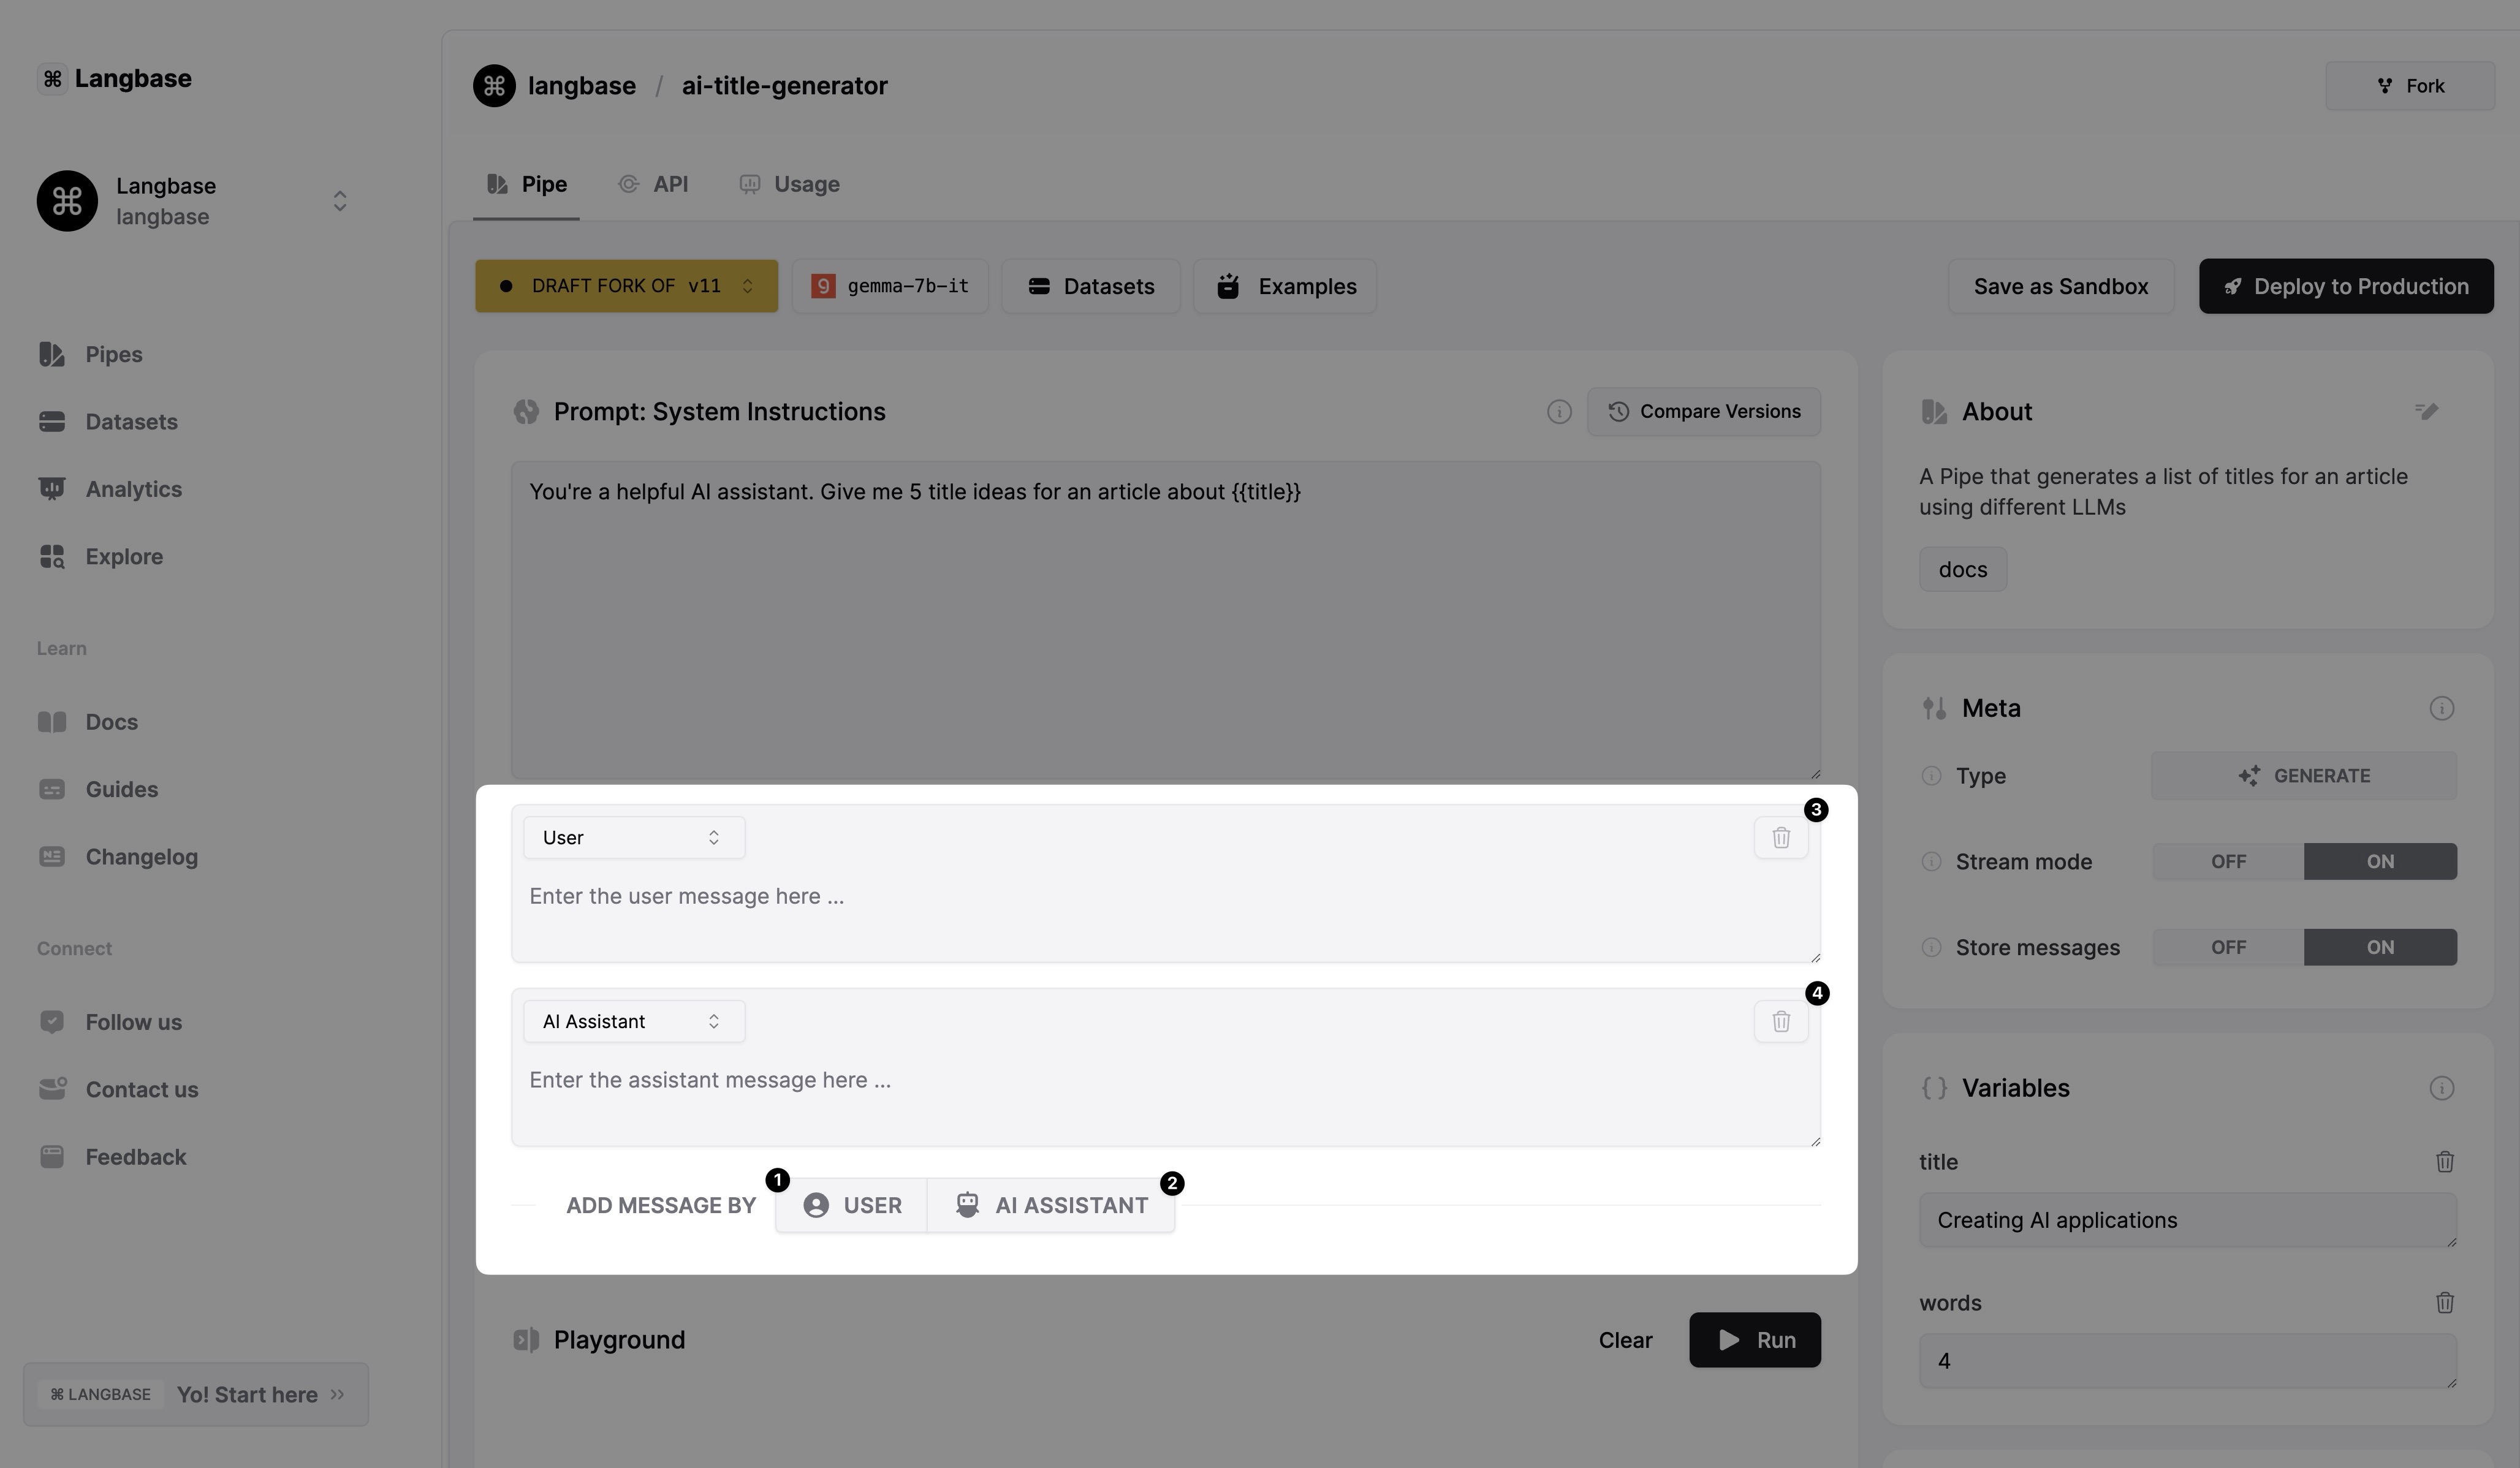 Langbase
Langbase
langbase
Pipes
Datasets
Analytics
Explore
Learn
Docs
Guides
Changelog
Connect
Follow us
Contact us
Feedback
⌘ LANGBASE Yo! Start here
langbase / ai-title-generator
Fork
Pipe API Usage
DRAFT FORK OF v11 gemma-7b-it Datasets Examples
Save as Sandbox Deploy to Production
Prompt: System Instructions
Compare Versions
You're a helpful AI assistant. Give me 5 title ideas for an article about {{title}}
3
User
Enter the user message here ...
4
AI Assistant
Enter the assistant message here ...
1 2
ADD MESSAGE BY USER AI ASSISTANT
Playground
Clear Run
About
A Pipe that generates a list of titles for an article
using different LLMs
docs
Meta
Type GENERATE
Stream mode OFF ON
Store messages OFF ON
Variables
title
Creating AI applications
words
4